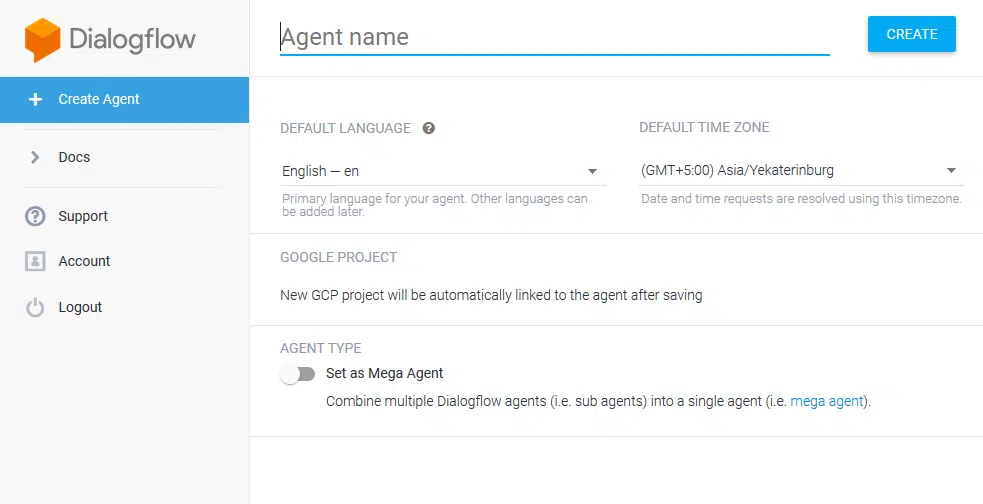 Dialogflow
Agent name
CREATE
Create Agent
Docs
Support
Account
Logout
DEFAULT LANGUAGE
English — en
Primary language for your agent. Other languages can
be added later.
DEFAULT TIME ZONE
(GMT+5:00) Asia/Yekaterinburg
Date and time requests are resolved using this timezone.
GOOGLE PROJECT
New GCP project will be automatically linked to the agent after saving
AGENT TYPE
Set as Mega Agent
Combine multiple Dialogflow agents (i.e. sub agents) into a single agent (i.e. mega agent).